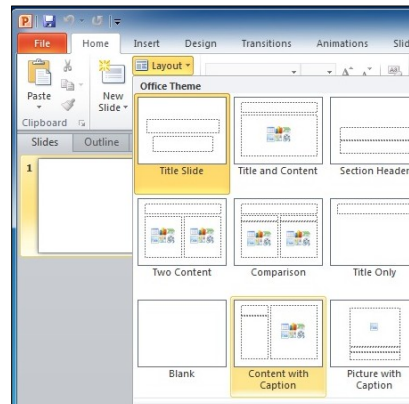 File Home Insert Design Transitions Animations
Layout
Paste
New
Slide
Office Theme
Clipboard
Slides Outline
Title Slide Title and Content Section Header
1
Two Content Comparison Title Only
Blank Content with Caption Picture with Caption